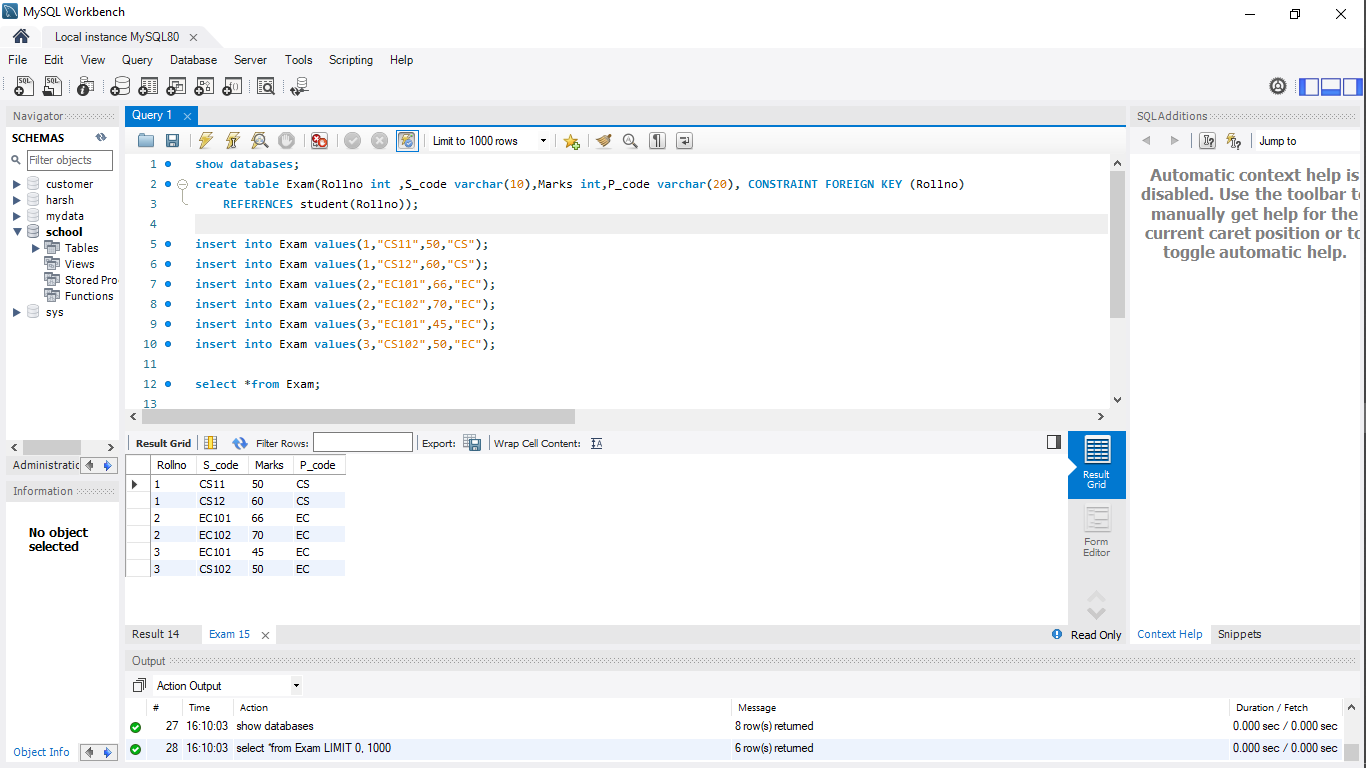 MySQL Workbench
Local instance MySQL80
File Edit View Query Database Server Tools Scripting Help
Navigator
SCHEMAS
Filter objects
customer
harsh
mydata
school
Tables
Views
Stored Pro
Functions
sys
Administratic
Information
No object
selected
Object Info
Query 1
Limit to 1000 rows
1 show databases;
2 create table Exam(Rollno int ,S_code varchar(10),Marks int,P_code varchar(20), CONSTRAINT FOREIGN KEY (Rollno)
3 REFERENCES student(Rollno));
4
5 insert into Exam values(1,"CS11",50,"CS");
6 insert into Exam values(1,"CS12",60,"CS");
7 insert into Exam values(2,"EC101",66,"EC");
8 insert into Exam values(2,"EC102",70,"EC");
9 insert into Exam values(3,"EC101",45,"EC");
10 insert into Exam values(3,"CS102",50,"EC");
11
12 select *from Exam;
13
Result Grid Filter Rows: Export: Wrap Cell Content:
Rollno S_code Marks P_code
1 CS11 50 CS
1 CS12 60 CS
2 EC101 66 EC
2 EC102 70 EC
3 EC101 45 EC
3 CS102 50 EC
Result
Grid
Form
Editor
Result 14 Exam 15 Read Only
SQLAdditions
Jump to
Automatic context help is
disabled. Use the toolbar to
manually get help for the
current caret position or to
toggle automatic help.
Context Help Snippets
Output
Action Output
# Time Action Message Duration / Fetch
27 16:10:03 show databases 8 row(s) returned 0.000 sec / 0.000 sec
28 16:10:03 select *from Exam LIMIT 0, 1000 6 row(s) returned 0.000 sec / 0.000 sec